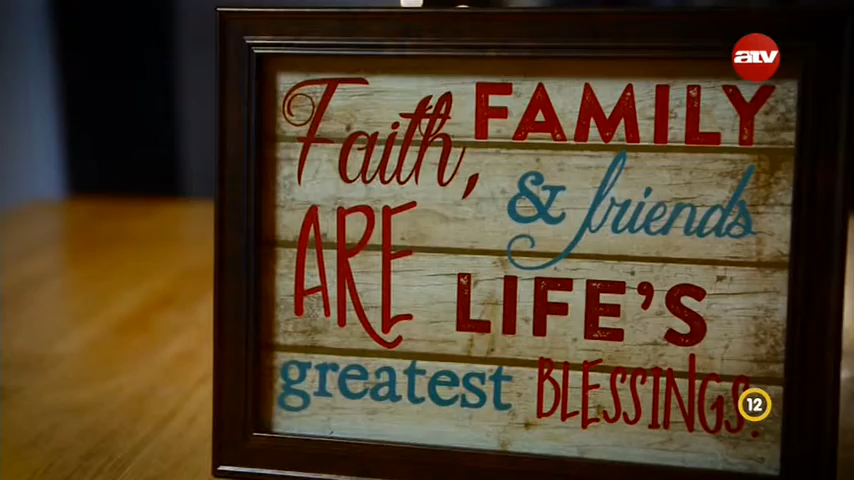 atv
Faith, FAMILY
& friends
ARE LIFE'S
greatest BLESSINGS.
12